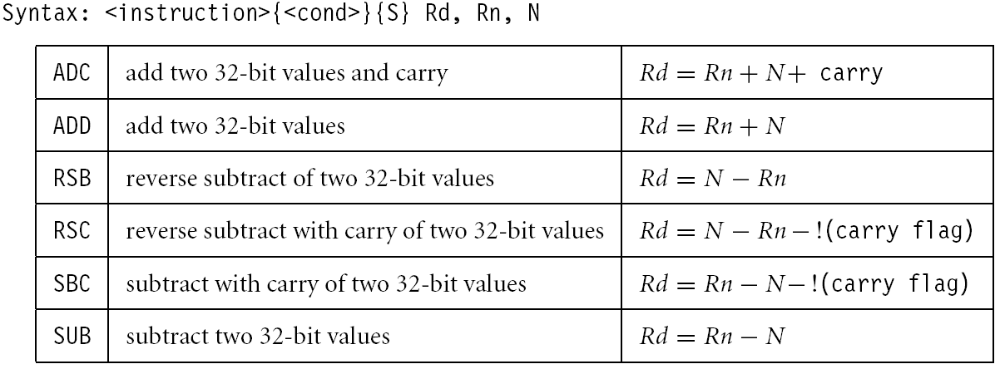 Syntax: <instruction>{<cond>}{S} Rd, Rn, N
ADC add two 32-bit values and carry Rd = Rn + N+ carry
ADD add two 32-bit values Rd = Rn + N
RSB reverse subtract of two 32-bit values Rd = N − Rn
RSC reverse subtract with carry of two 32-bit values Rd = N − Rn − !(carry flag)
SBC subtract with carry of two 32-bit values Rd = Rn − N− !(carry flag)
SUB subtract two 32-bit values Rd = Rn − N